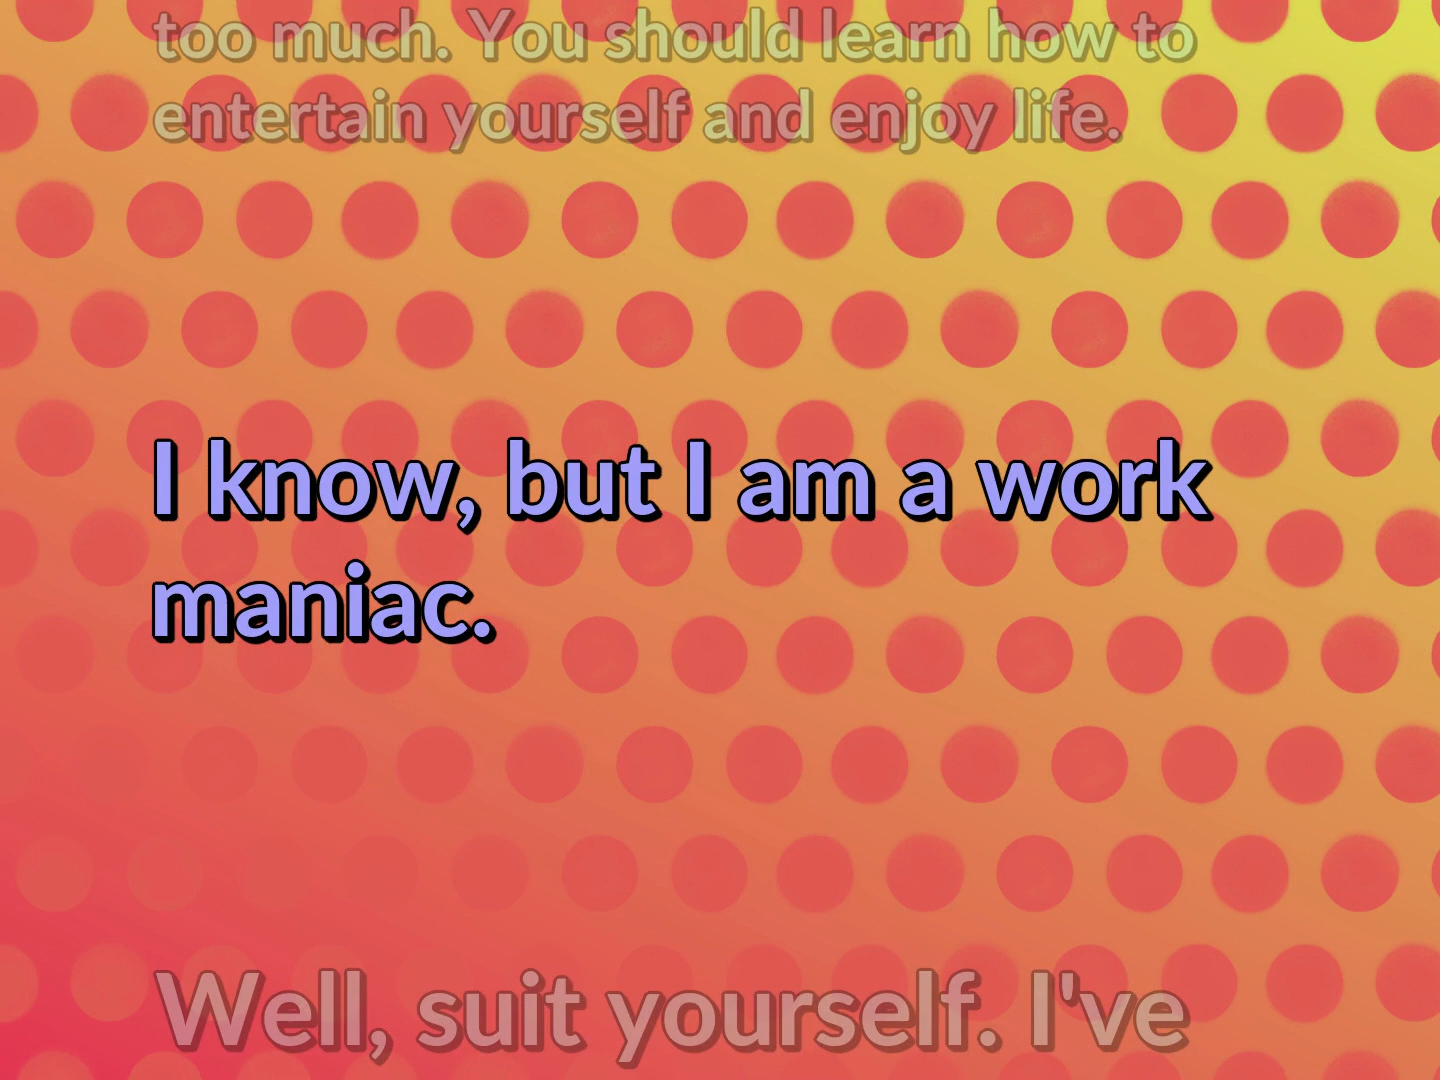 too much. You should learn how to
entertain yourself and enjoy life.
I know, but I am a work
maniac.
Well, suit yourself. I've